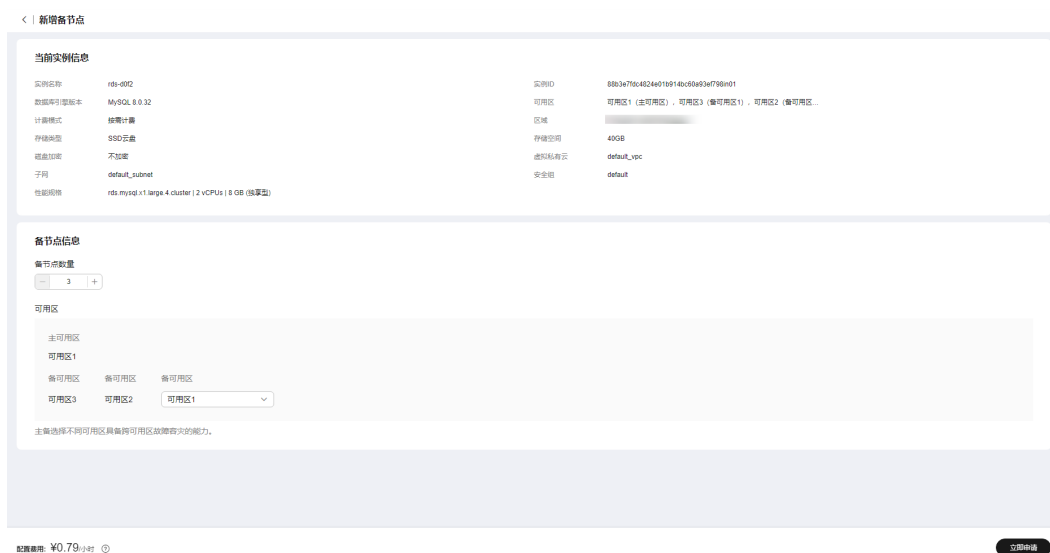 新增备节点
当前实例信息
实例名称 rds-d0f2 实例ID 88b3e7fdc4824e01b914bc60a93ef798in01
数据库引擎版本 MySQL 8.0.32 可用区 可用区1（主可用区），可用区3（备可用区1），可用区2（备可用区...
计费模式 按需计费 区域
存储类型 SSD云盘 存储空间 40GB
磁盘加密 不加密 虚拟私有云 default_vpc
子网 default_subnet 安全组 default
性能规格 rds.mysql.x1.large.4.cluster | 2 vCPUs | 8 GB (独享型)
备节点信息
备节点数量
3
可用区
主可用区
可用区1
备可用区 备可用区 备可用区
可用区3 可用区2 可用区1
主备选择不同可用区具备跨可用区故障容灾的能力。
配置费用: ¥0.79/小时 立即申请